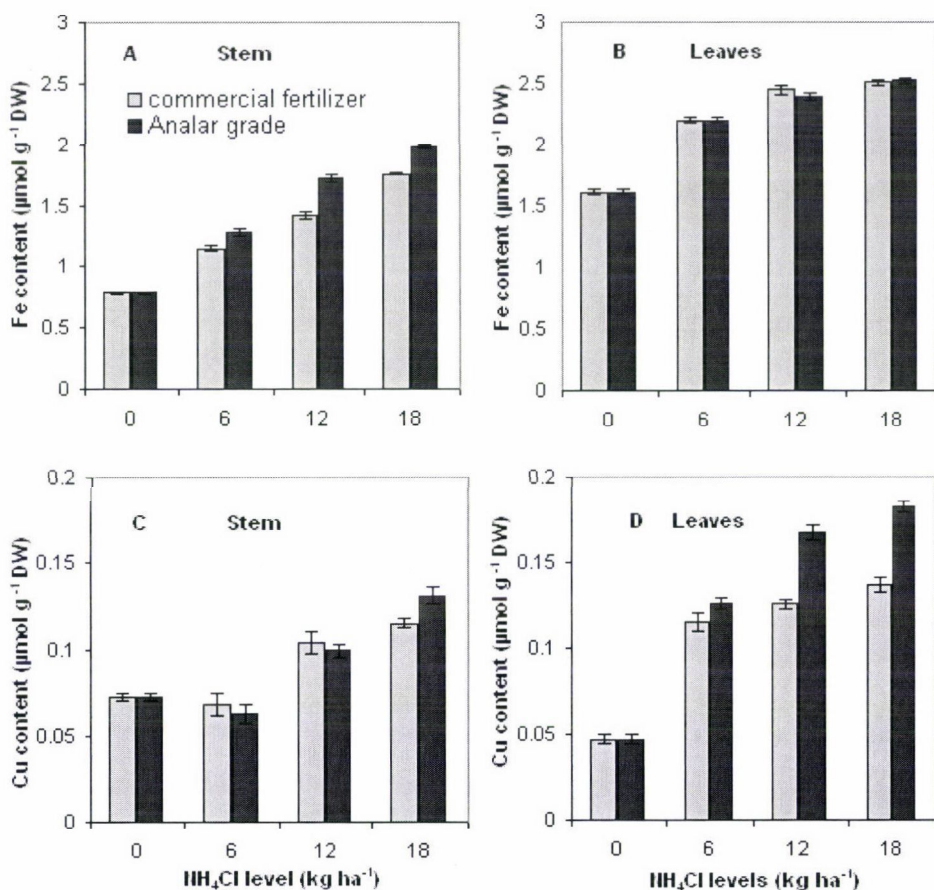 A Stem
commercial fertilizer
Analar grade
Fe content (µmol g⁻¹ DW)
3
2.5
2
1.5
1
0.5
0
0 6 12 18
B Leaves
Fe content (µmol g⁻¹ DW)
3
2.5
2
1.5
1
0.5
0
0 6 12 18
C Stem
Cu content (µmol g⁻¹ DW)
0.2
0.15
0.1
0.05
0
0 6 12 18
NH₄Cl level (kg ha⁻¹)
D Leaves
Cu content (µmol g⁻¹ DW)
0.2
0.15
0.1
0.05
0
0 6 12 18
NH₄Cl levels (kg ha⁻¹)